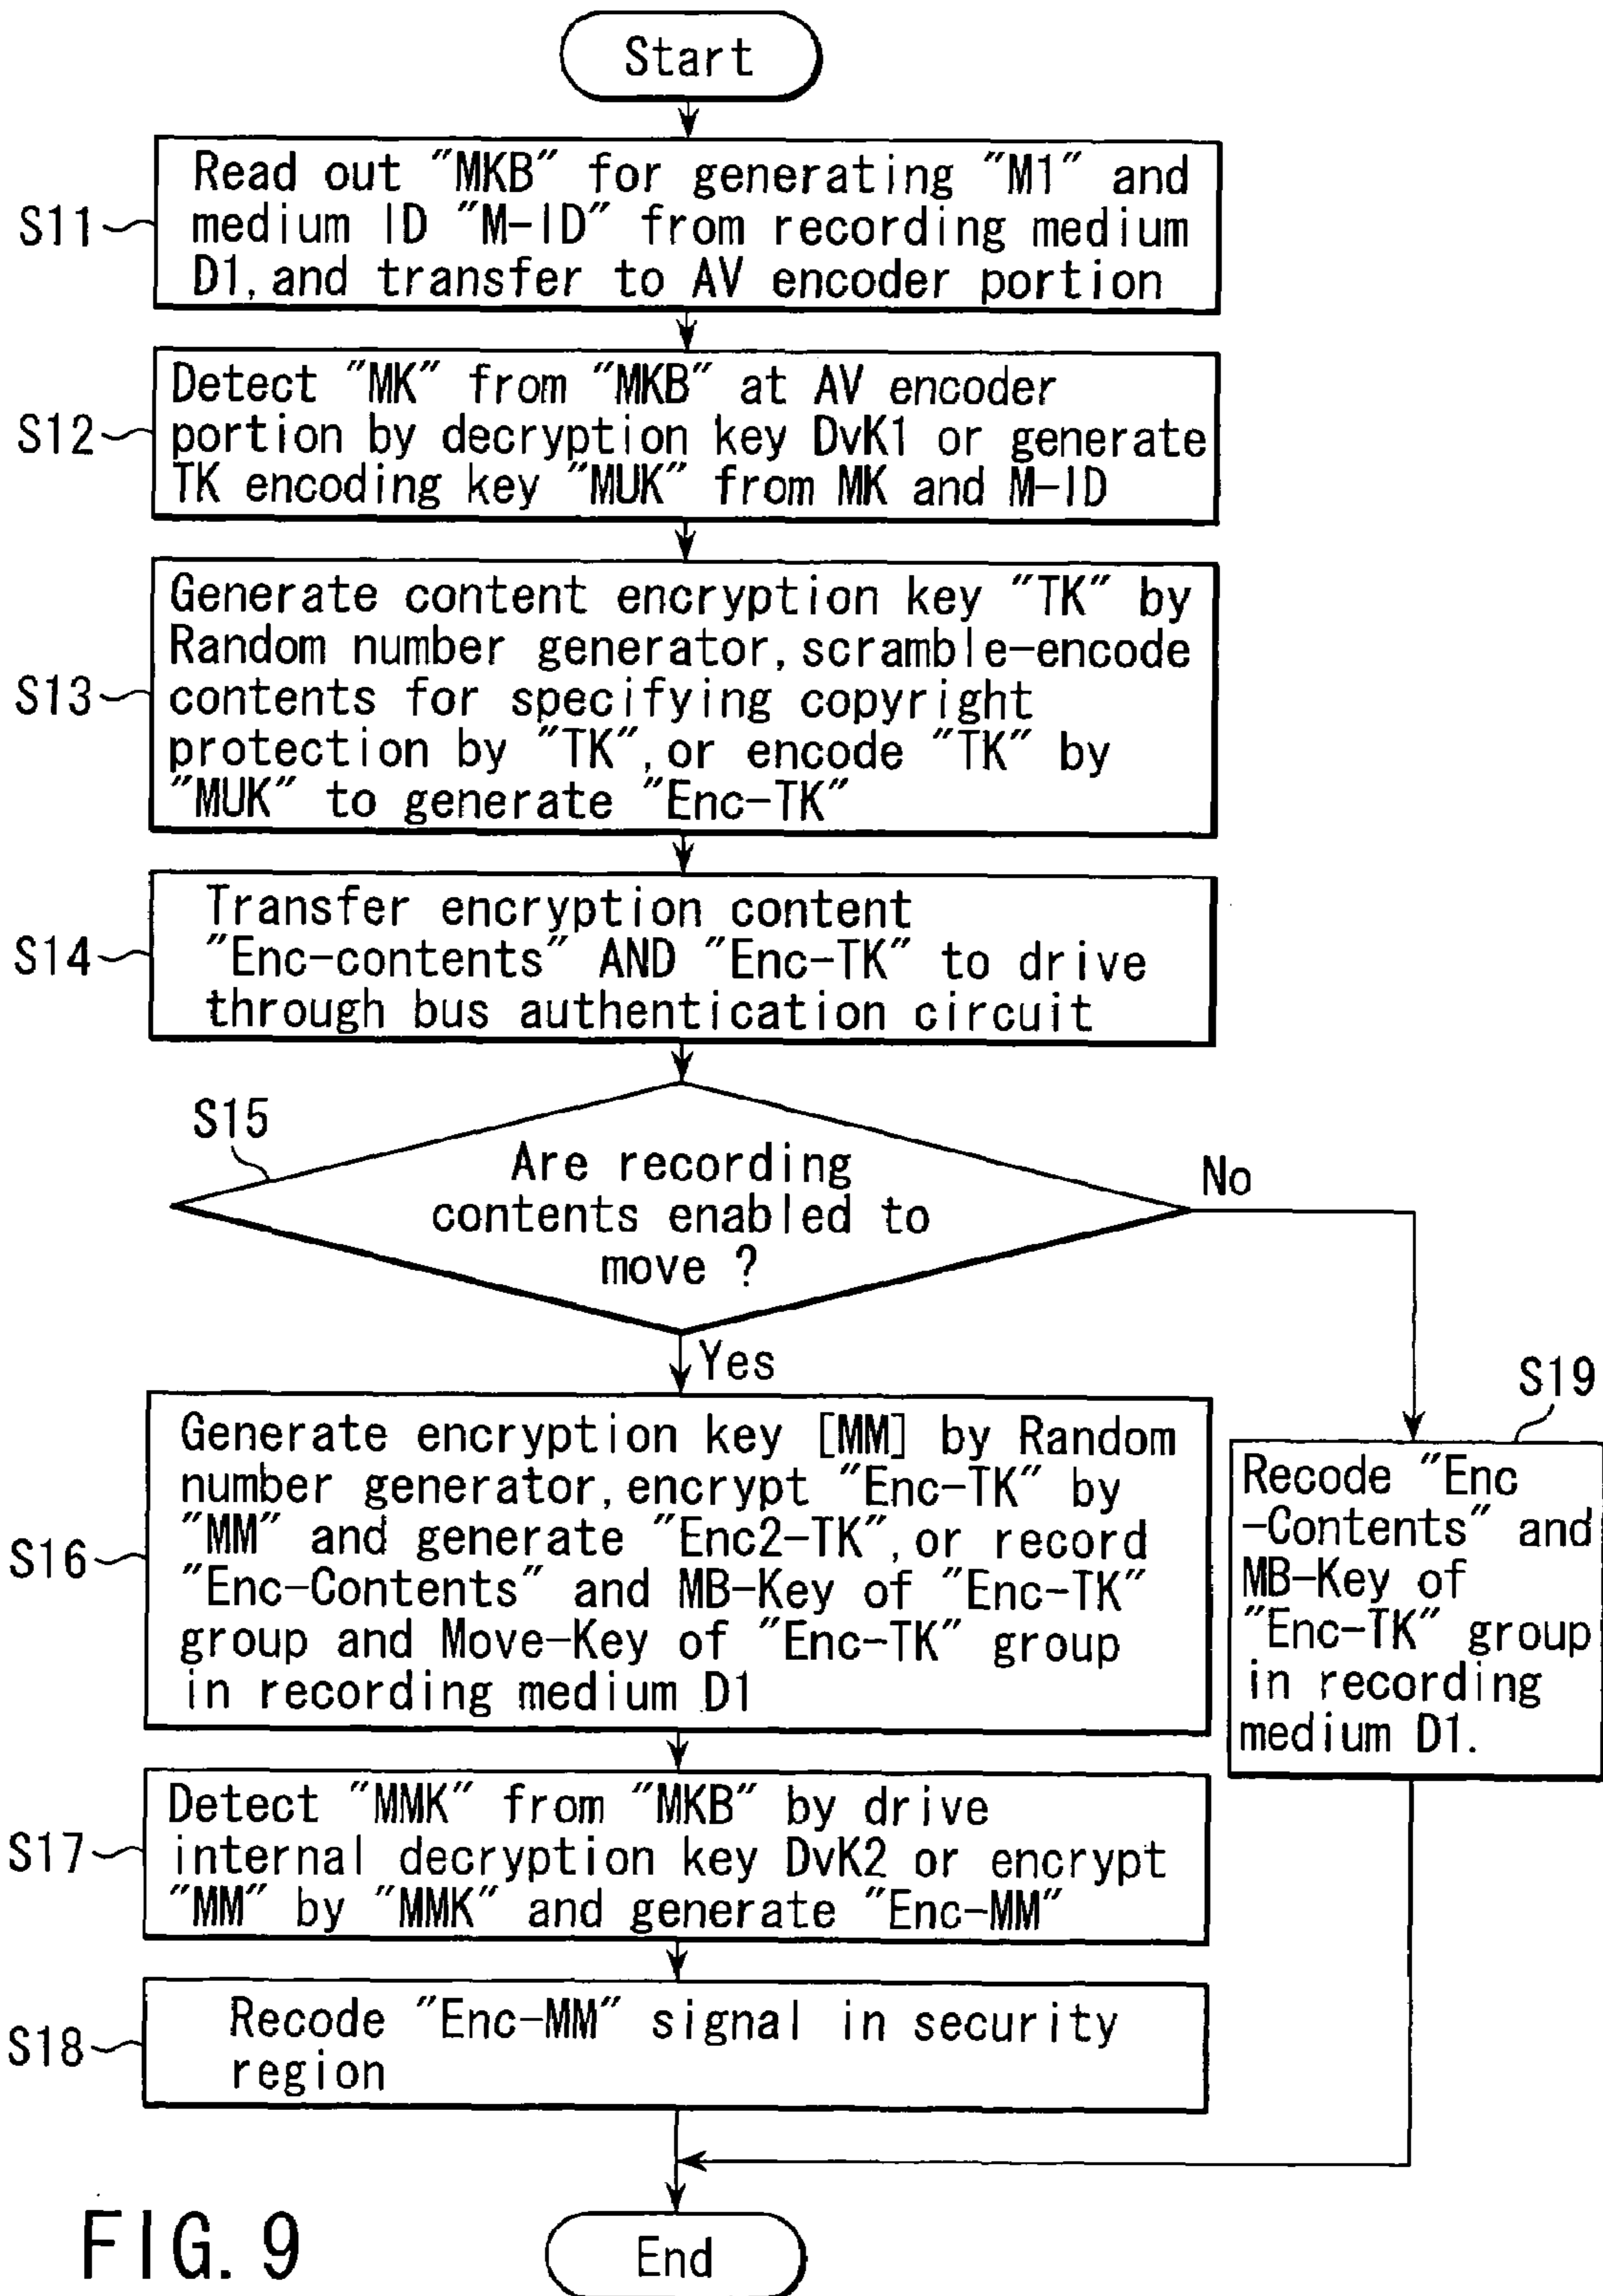 Start
S11
Read out "MKB" for generating "M1" and
medium ID "M-ID" from recording medium
D1, and transfer to AV encoder portion
S12
Detect "MK" from "MKB" at AV encoder
portion by decryption key DvK1 or generate
TK encoding key "MUK" from MK and M-ID
S13
Generate content encryption key "TK" by
Random number generator, scramble-encode
contents for specifying copyright
protection by "TK", or encode "TK" by
"MUK" to generate "Enc-TK"
S14
Transfer encryption content
"Enc-contents" AND "Enc-TK" to drive
through bus authentication circuit
S15
Are recording
contents enabled to
move ?
No
Yes
S16
Generate encryption key [MM] by Random
number generator, encrypt "Enc-TK" by
"MM" and generate "Enc2-TK", or record
"Enc-Contents" and MB-Key of "Enc-TK"
group and Move-Key of "Enc-TK" group
in recording medium D1
S19
Recode "Enc
-Contents" and
MB-Key of
"Enc-TK" group
in recording
medium D1.
S17
Detect "MMK" from "MKB" by drive
internal decryption key DvK2 or encrypt
"MM" by "MMK" and generate "Enc-MM"
S18
Recode "Enc-MM" signal in security
region
End
FIG. 9